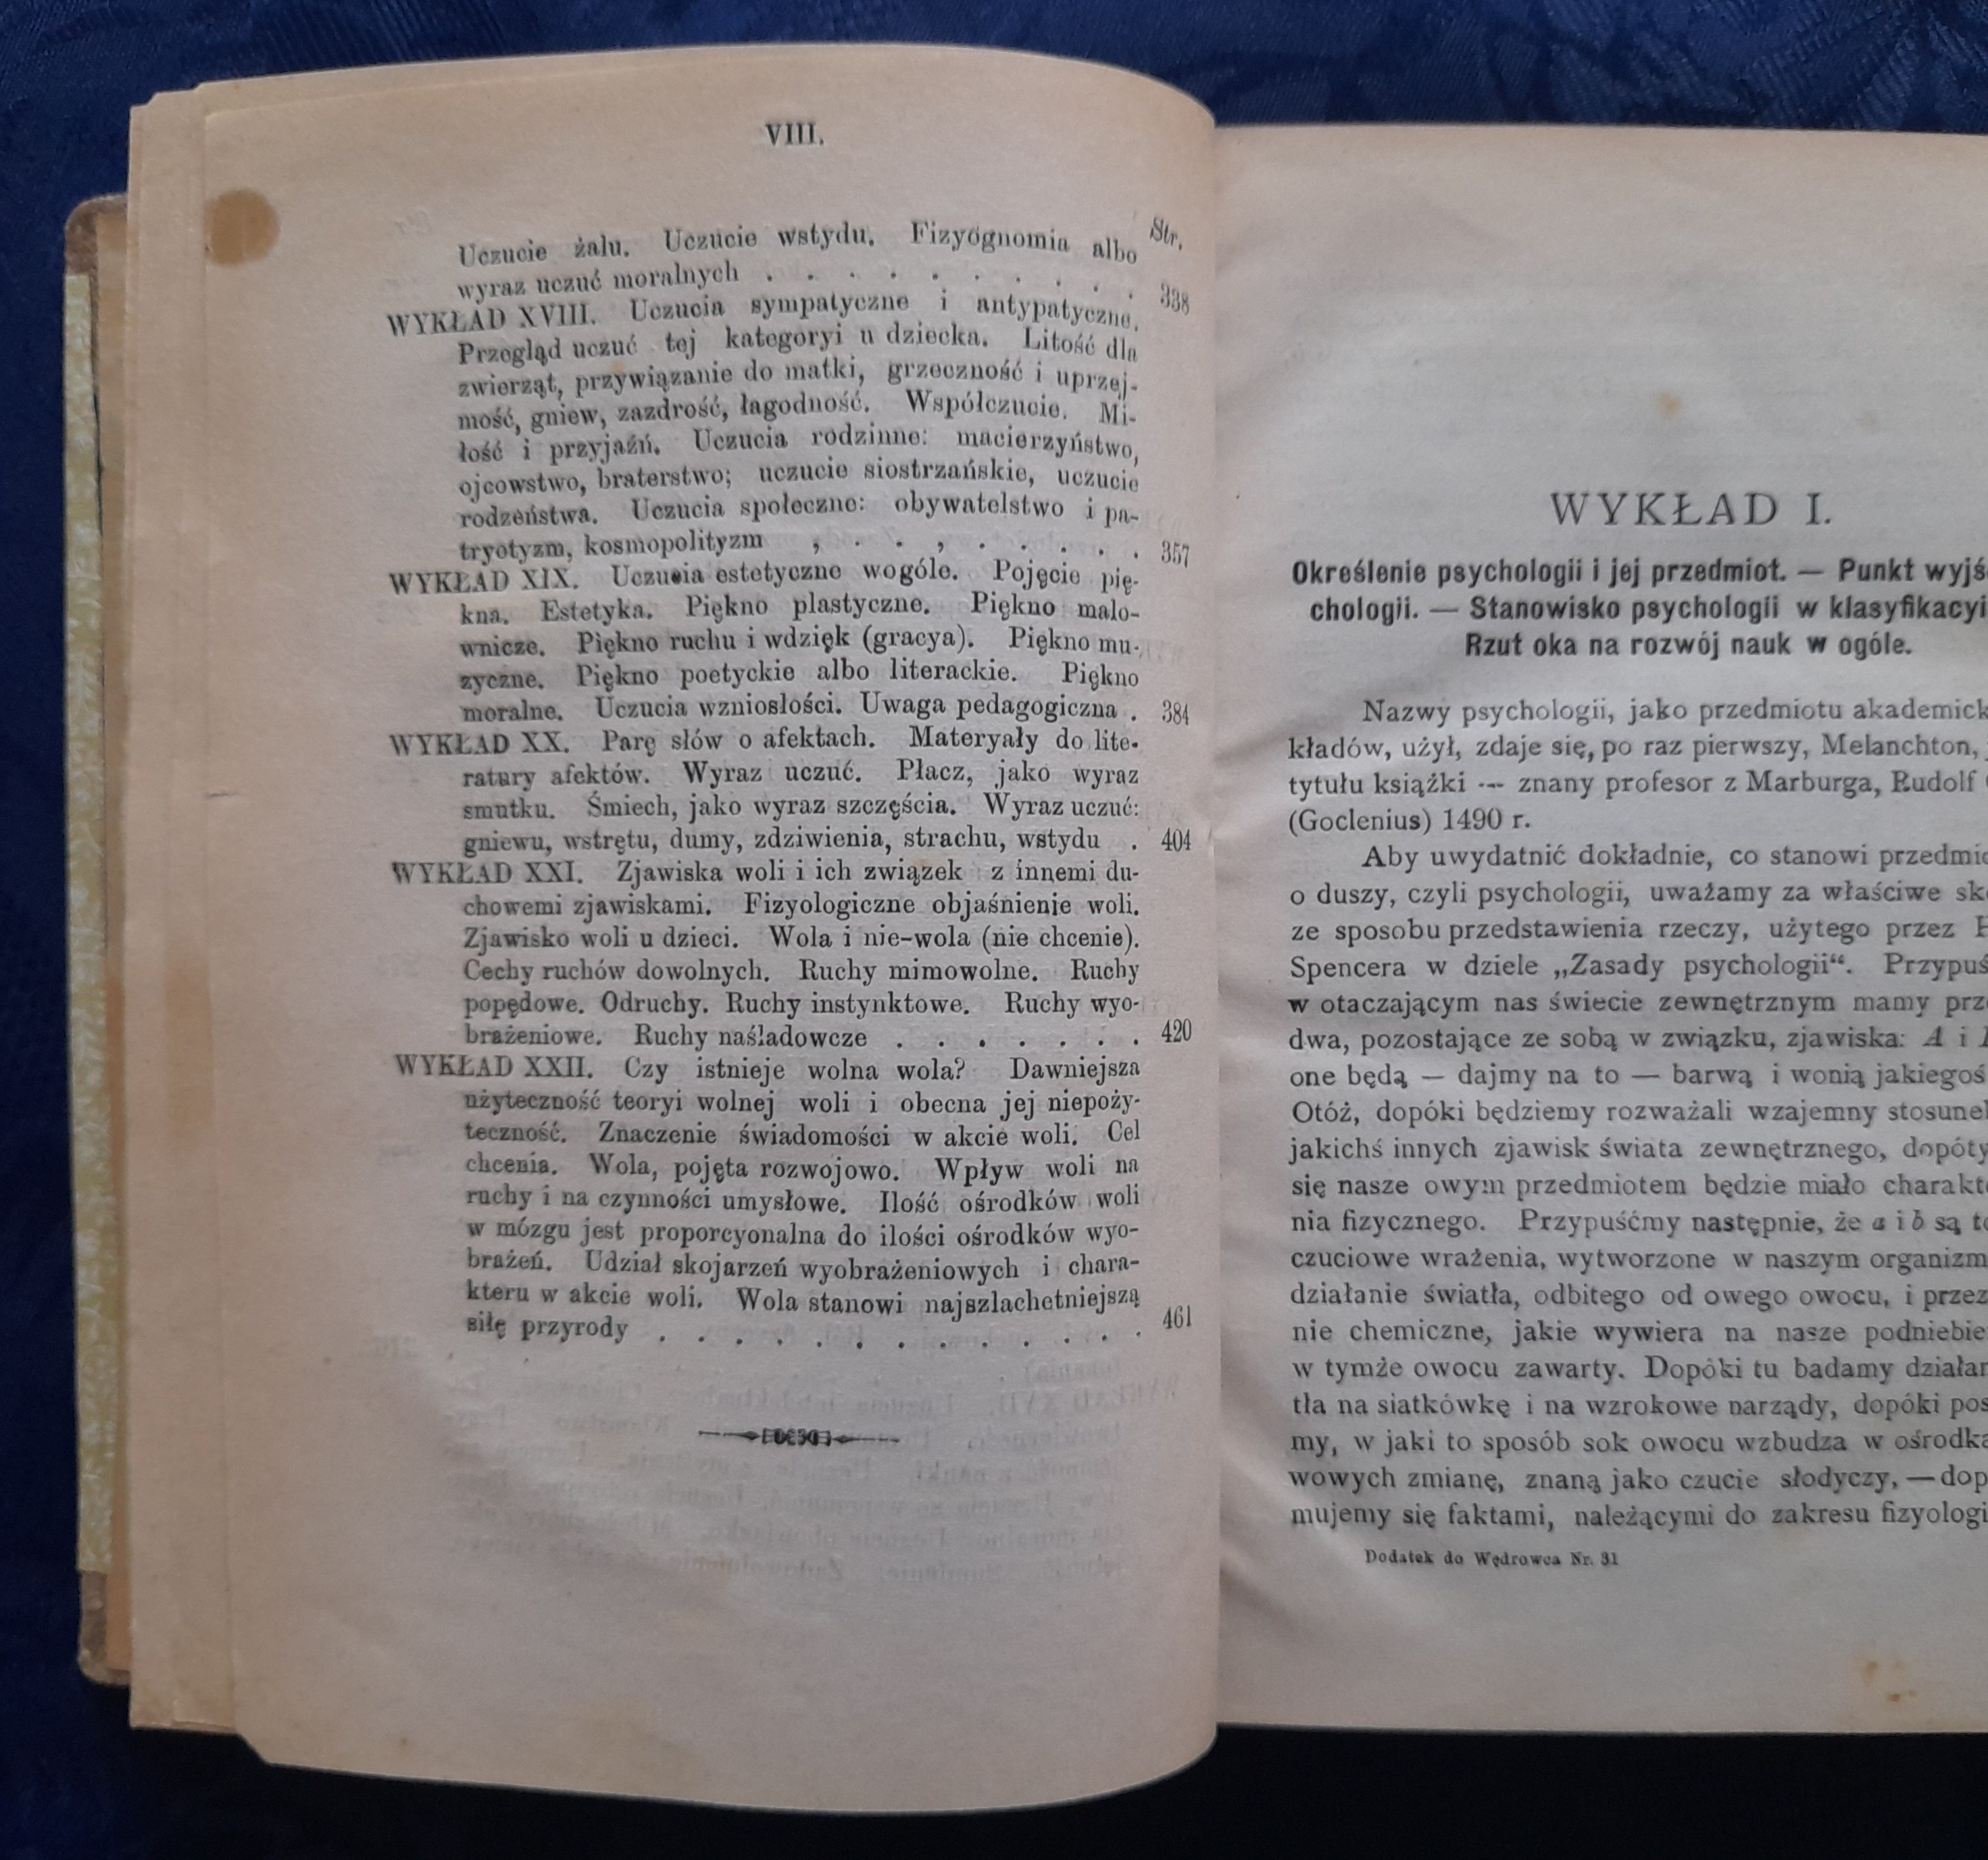 VIII.
Str.
Uczucie żalu. Uczucie wstydu. Fizyognomia albo
wyraz uczuć moralnych . . . . . . . . . 338
WYKŁAD XVIII. Uczucia sympatyczne i antypatyczne.
Przegląd uczuć tej kategoryi u dziecka. Litość dla
zwierząt, przywiązanie do matki, grzeczność i uprzej-
mość, gniew, zazdrość, łagodność. Współczucie. Mi-
łość i przyjaźń. Uczucia rodzinne: macierzyństwo,
ojcowstwo, braterstwo; uczucie siostrzańskie, uczucie
rodzeństwa. Uczucia społeczne: obywatelstwo i pa-
tryotyzm, kosmopolityzm , . . , . . . . . 357
WYKŁAD XIX. Uczucia estetyczne wogóle. Pojęcie pię-
kna. Estetyka. Piękno plastyczne. Piękno malo-
wnicze. Piękno ruchu i wdzięk (gracya). Piękno mu-
zyczne. Piękno poetyckie albo literackie. Piękno
moralne. Uczucia wzniosłości. Uwaga pedagogiczna . 384
WYKŁAD XX. Parę słów o afektach. Materyały do lite-
ratury afektów. Wyraz uczuć. Płacz, jako wyraz
smutku. Śmiech, jako wyraz szczęścia. Wyraz uczuć:
gniewu, wstrętu, dumy, zdziwienia, strachu, wstydu . 404
WYKŁAD XXI. Zjawiska woli i ich związek z innemi du-
chowemi zjawiskami. Fizyologiczne objaśnienie woli.
Zjawisko woli u dzieci. Wola i nie-wola (nie chcenie).
Cechy ruchów dowolnych. Ruchy mimowolne. Ruchy
popędowe. Odruchy. Ruchy instynktowe. Ruchy wyo-
brażeniowe. Ruchy naśladowcze . . . . . . . 420
WYKŁAD XXII. Czy istnieje wolna wola? Dawniejsza
użyteczność teoryi wolnej woli i obecna jej niepoży-
teczność. Znaczenie świadomości w akcie woli. Cel
chcenia. Wola, pojęta rozwojowo. Wpływ woli na
ruchy i na czynności umysłowe. Ilość ośrodków woli
w mózgu jest proporcyonalna do ilości ośrodków wyo-
brażeń. Udział skojarzeń wyobrażeniowych i chara-
kteru w akcie woli. Wola stanowi najszlachetniejszą
siłę przyrody . . . . . . . . . . . . 461
WYKŁAD I.
Określenie psychologii i jej przedmiot. — Punkt wyjś
chologii. — Stanowisko psychologii w klasyfikacyi
Rzut oka na rozwój nauk w ogóle.
Nazwy psychologii, jako przedmiotu akademick
kładów, użył, zdaje się, po raz pierwszy, Melanchton,
tytułu książki — znany profesor z Marburga, Rudolf
(Goclenius) 1490 r.
Aby uwydatnić dokładnie, co stanowi przedmi
o duszy, czyli psychologii, uważamy za właściwe sk
ze sposobu przedstawienia rzeczy, użytego przez
Spencera w dziele „Zasady psychologii“. Przypuś
w otaczającym nas świecie zewnętrznym mamy prz
dwa, pozostające ze sobą w związku, zjawiska: A i
one będą — dajmy na to — barwą i wonią jakiegoś
Otóż, dopóki będziemy rozważali wzajemny stosunek
jakichś innych zjawisk świata zewnętrznego, dopóty
się nasze owym przedmiotem będzie miało charakt
nia fizycznego. Przypuśćmy następnie, że a i b są t
czuciowe wrażenia, wytworzone w naszym organizm
działanie światła, odbitego od owego owocu, i przez
nie chemiczne, jakie wywiera na nasze podniebie
w tymże owocu zawarty. Dopóki tu badamy działa
tła na siatkówkę i na wzrokowe narządy, dopóki pos
my, w jaki to sposób sok owocu wzbudza w ośrodka
wowych zmianę, znaną jako czucie słodyczy, — dop
mujemy się faktami, należącymi do zakresu fizyologi
Dodatek do Wędrowca Nr. 31